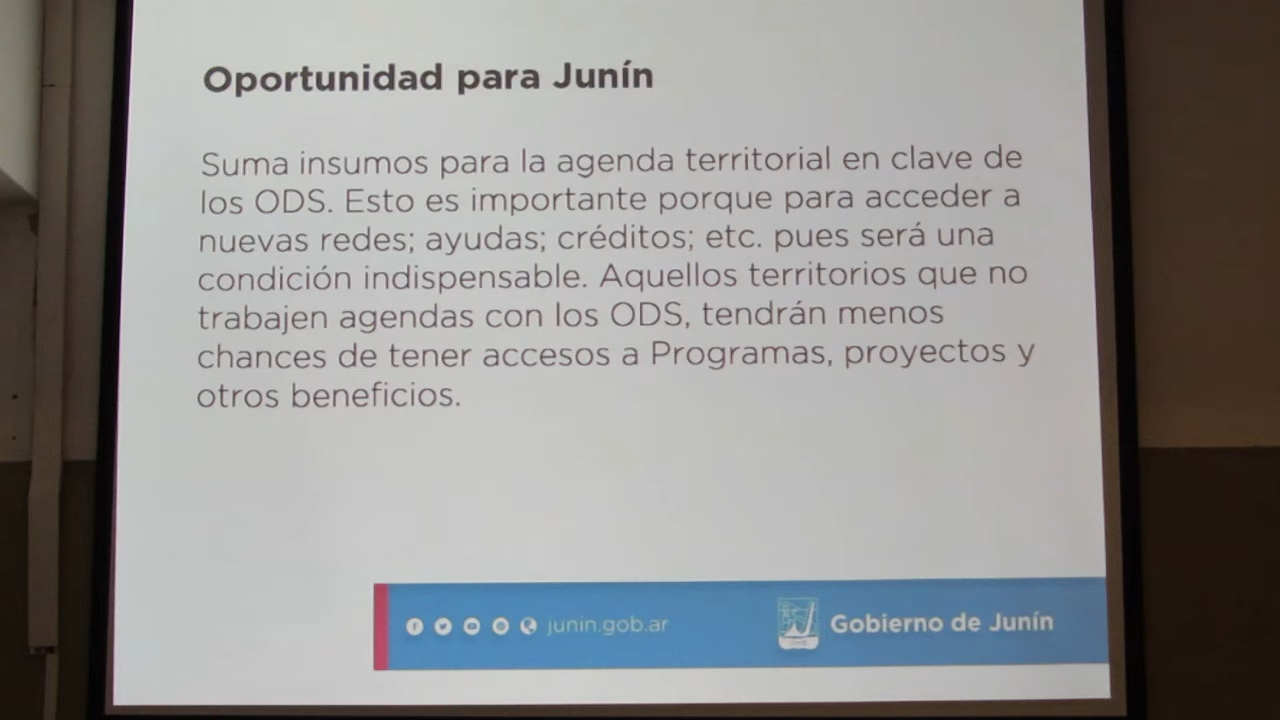 Oportunidad para Junín
Suma insumos para la agenda territorial en clave de
los ODS. Esto es importante porque para acceder a
nuevas redes; ayudas; créditos; etc. pues será una
condición indispensable. Aquellos territorios que no
trabajen agendas con los ODS, tendrán menos
chances de tener accesos a Programas, proyectos y
otros beneficios.
junin.gob.ar
Gobierno de Junín